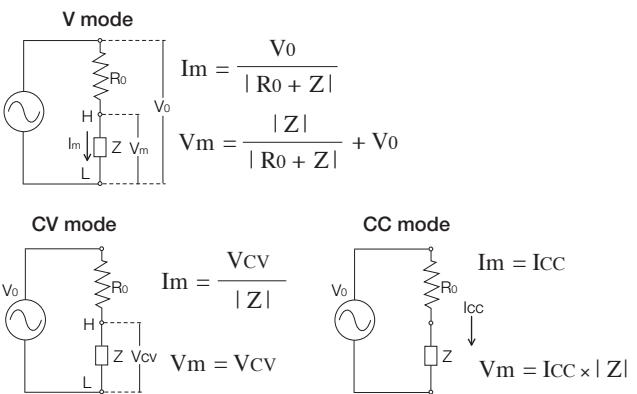 V mode
R0
H
Im
Z
Vm
L
V0
Im = V0 / | R0 + Z |
Vm = | Z | / | R0 + Z | + V0
CV mode
V0
R0
H
Z
Vcv
L
Im = VCV / | Z |
Vm = VCV
CC mode
V0
R0
Icc
Z
Im = ICC
Vm = ICC × | Z |